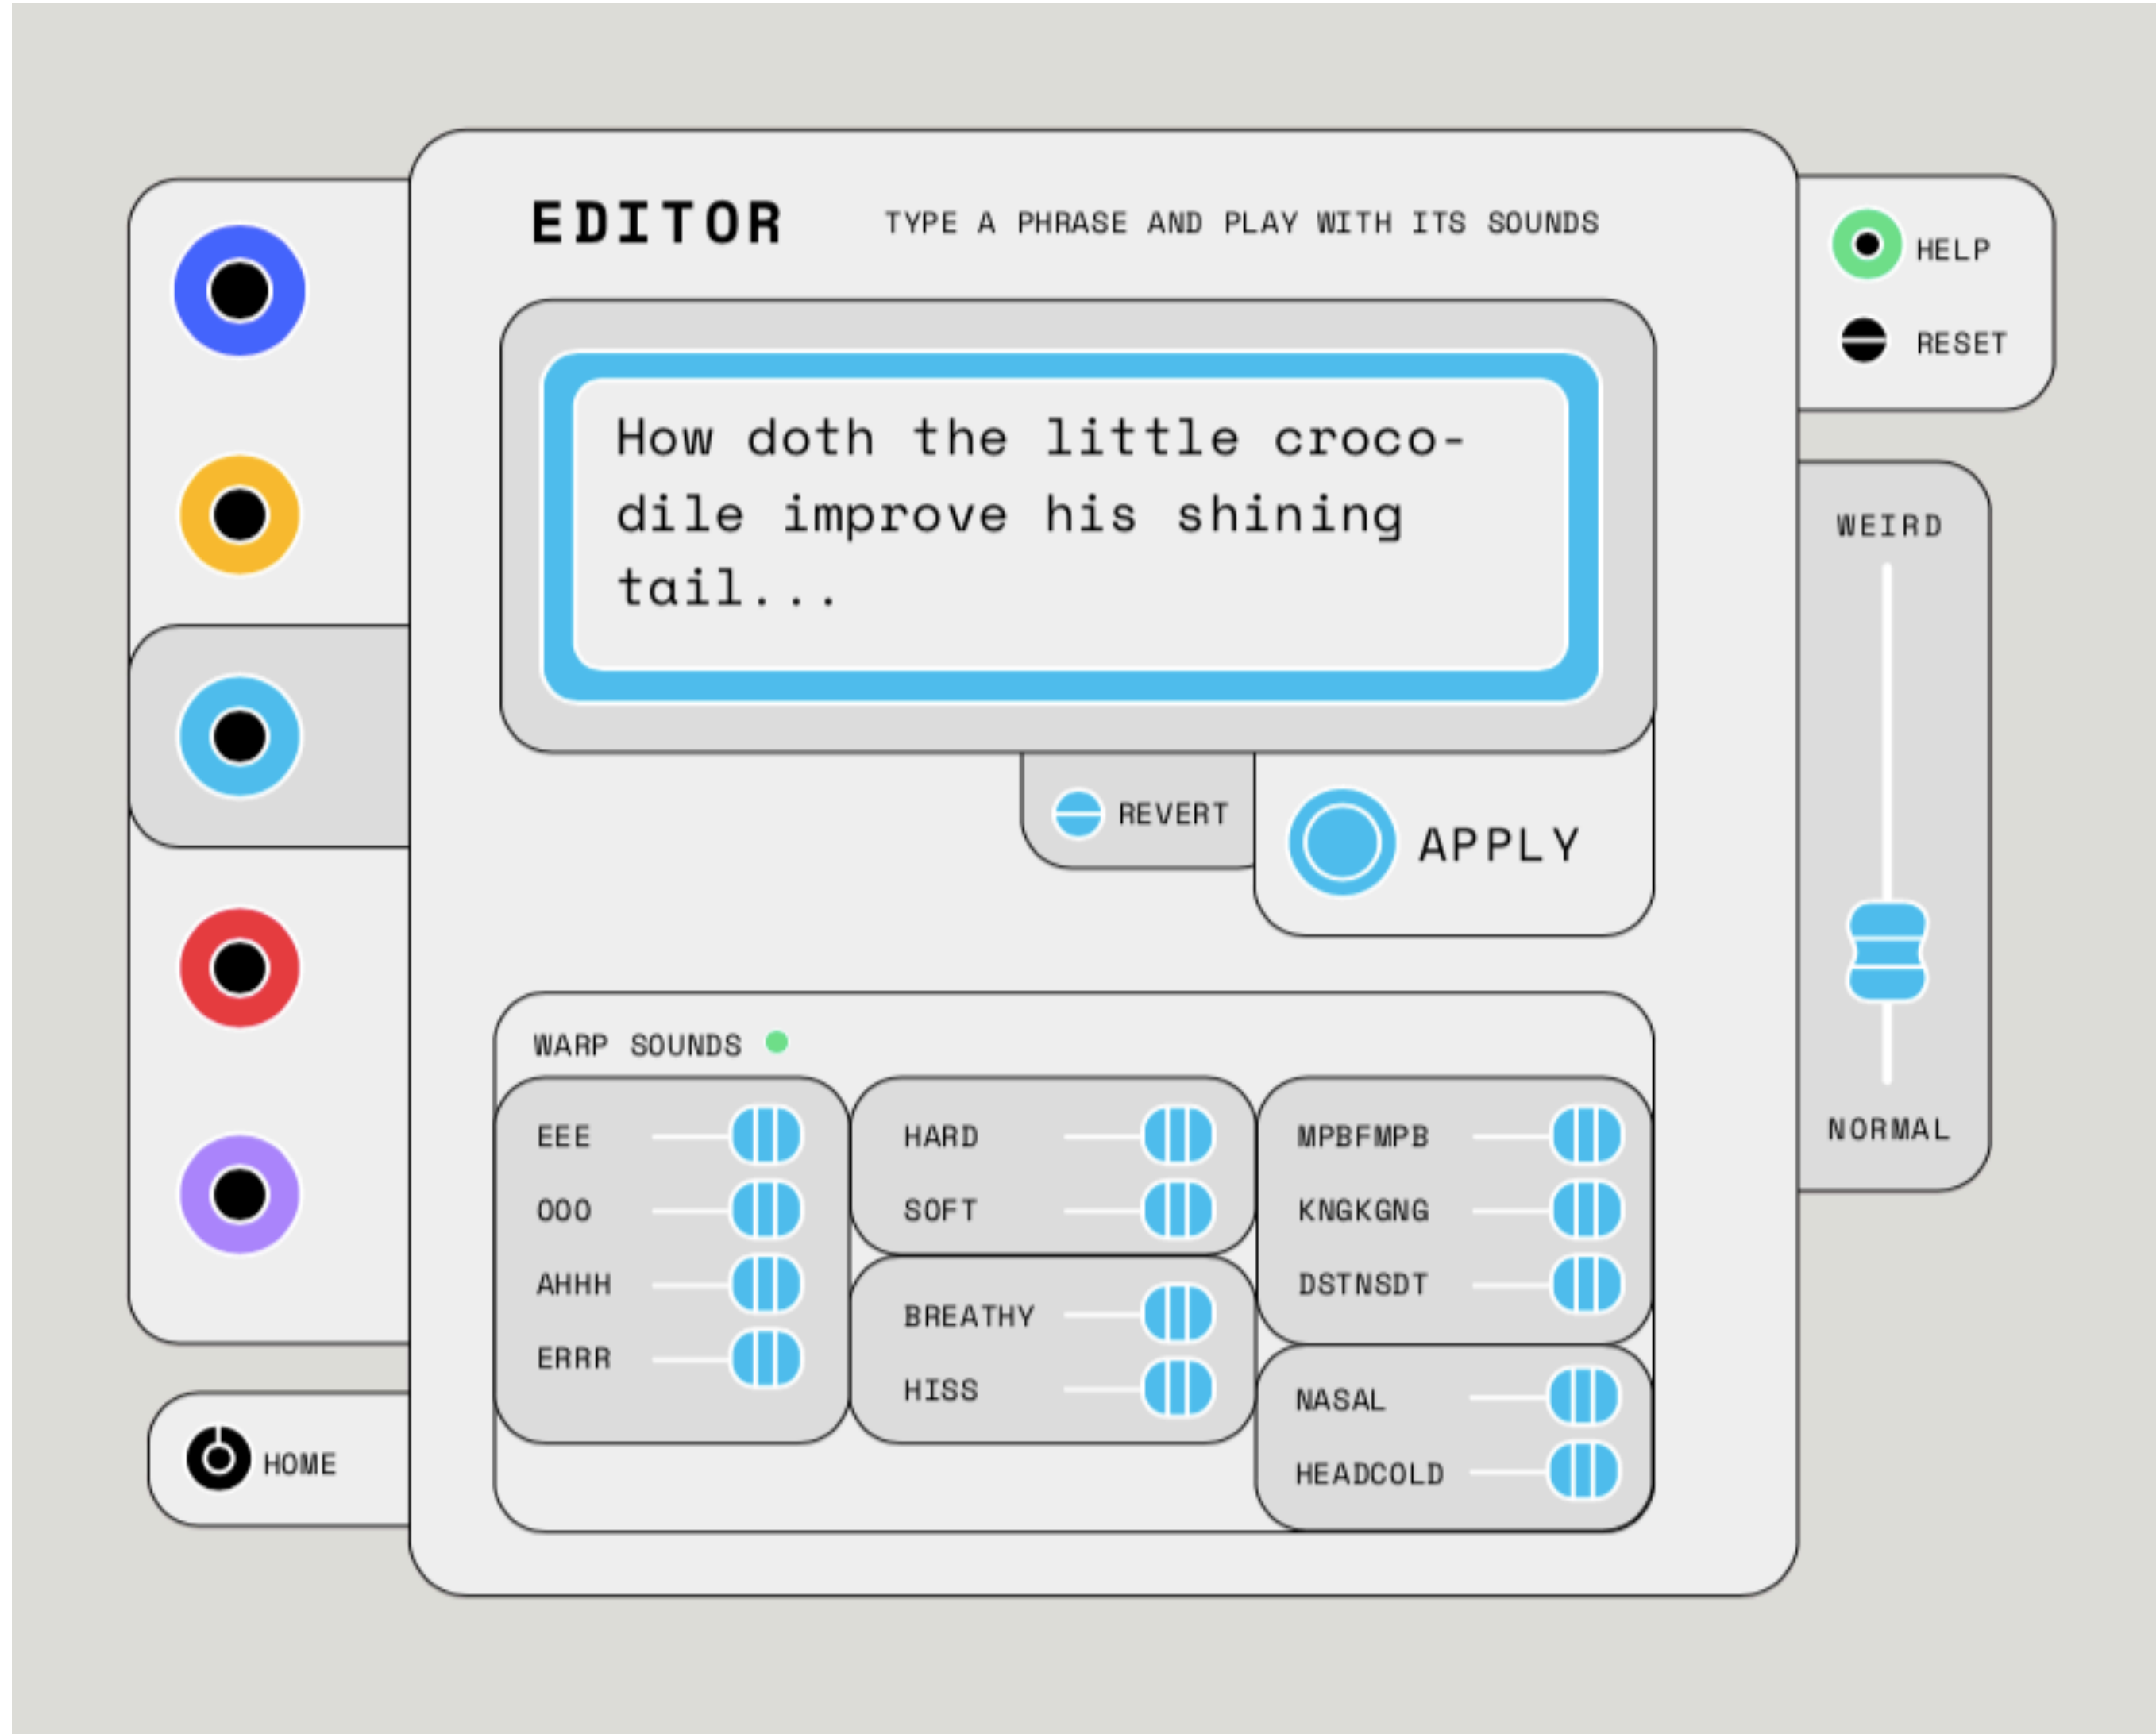 EDITOR
TYPE A PHRASE AND PLAY WITH ITS SOUNDS
HELP
RESET
How doth the little croco-
dile improve his shining
tail...
WEIRD
NORMAL
REVERT
APPLY
WARP SOUNDS
EEE
OOO
AHHH
ERRR
HARD
SOFT
BREATHY
HISS
MPBFMPB
KNGKGNG
DSTNSDT
NASAL
HEADCOLD
HOME